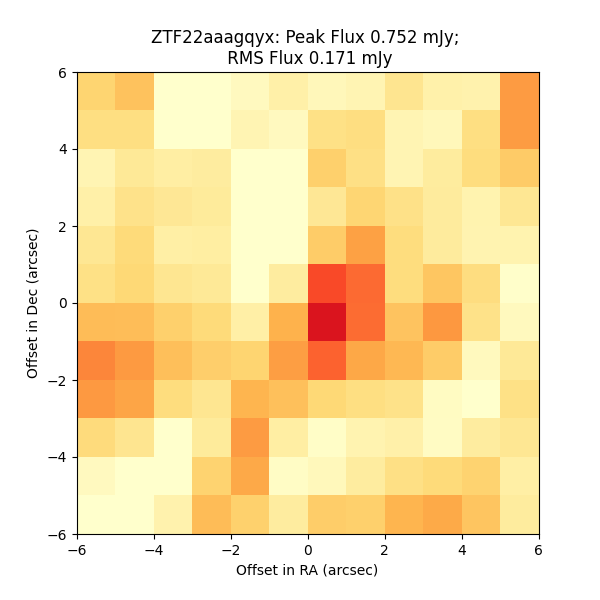 ZTF22aaagqyx: Peak Flux 0.752 mJy;
RMS Flux 0.171 mJy
6
4
2
0
−2
−4
−6
Offset in Dec (arcsec)
−6 −4 −2 0 2 4 6
Offset in RA (arcsec)